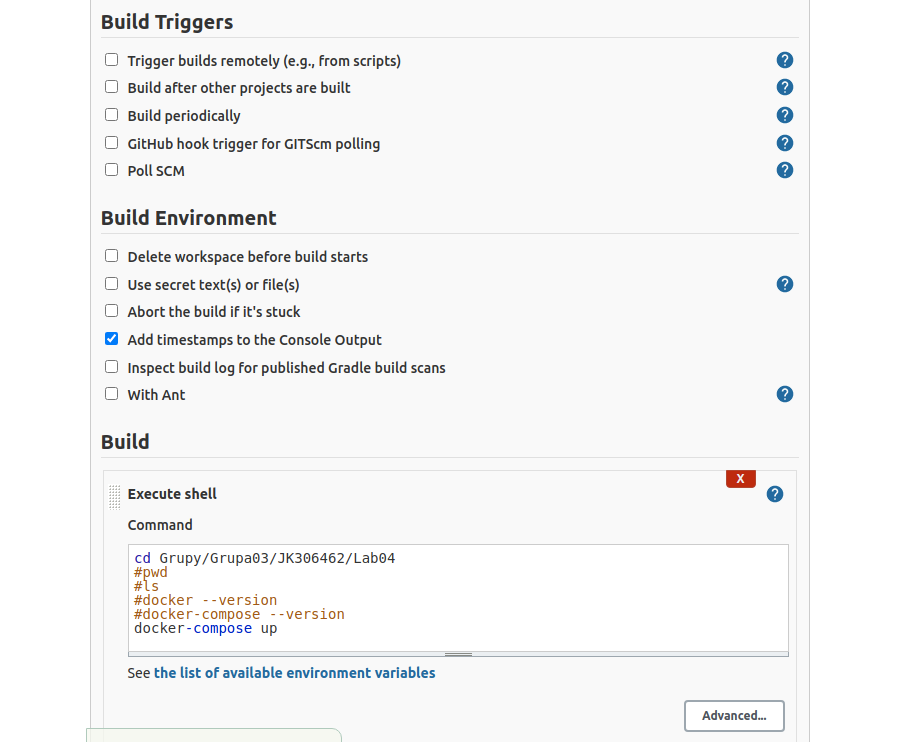 Build Triggers
Trigger builds remotely (e.g., from scripts)
?
Build after other projects are built
?
Build periodically
?
GitHub hook trigger for GITScm polling
?
Poll SCM
?
Build Environment
Delete workspace before build starts
Use secret text(s) or file(s)
?
Abort the build if it's stuck
Add timestamps to the Console Output
Inspect build log for published Gradle build scans
With Ant
?
Build
X
Execute shell
?
Command
cd Grupy/Grupa03/JK306462/Lab04
#pwd
#ls
#docker --version
#docker-compose --version
docker-compose up
See the list of available environment variables
Advanced...